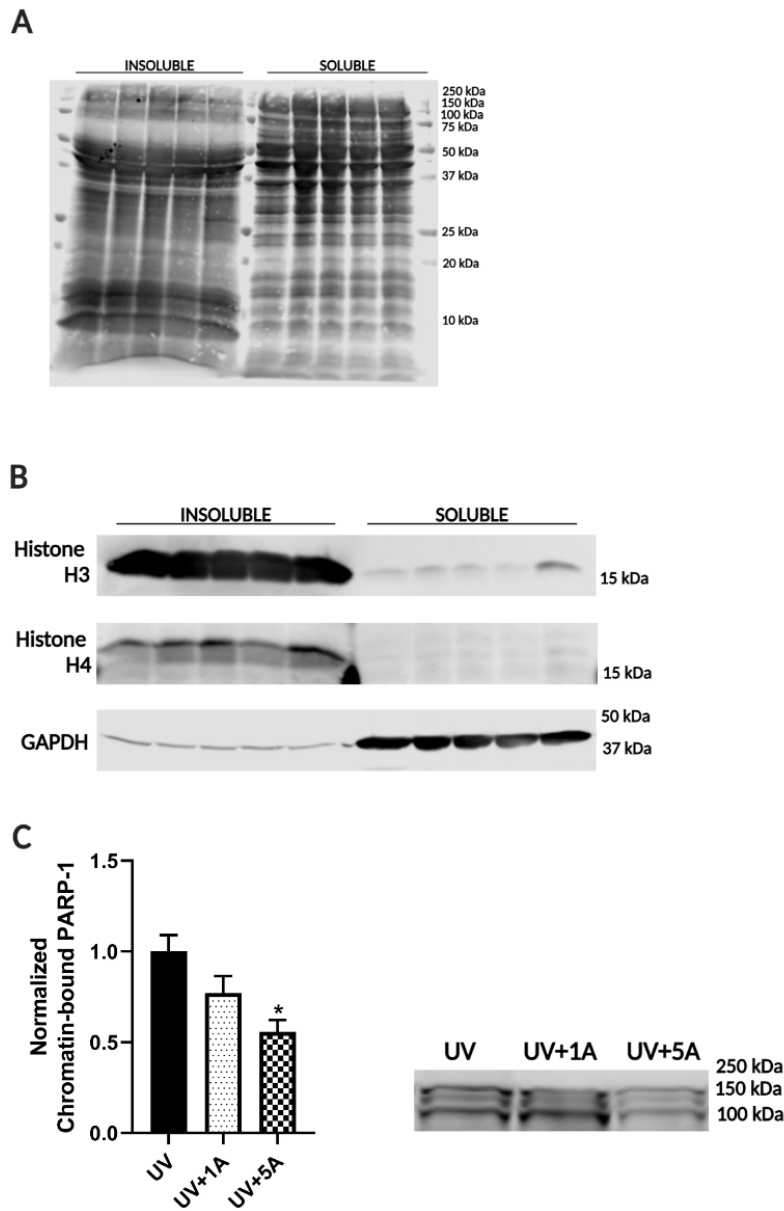 A
INSOLUBLE SOLUBLE
250 kDa
150 kDa
100 kDa
75 kDa
50 kDa
37 kDa
25 kDa
20 kDa
10 kDa
B
INSOLUBLE SOLUBLE
Histone
H3
15 kDa
Histone
H4
15 kDa
GAPDH
50 kDa
37 kDa
C
Normalized
Chromatin-bound PARP-1
1.5
1.0
0.5
0.0
*
UV
UV+1A
UV+5A
UV UV+1A UV+5A
250 kDa
150 kDa
100 kDa